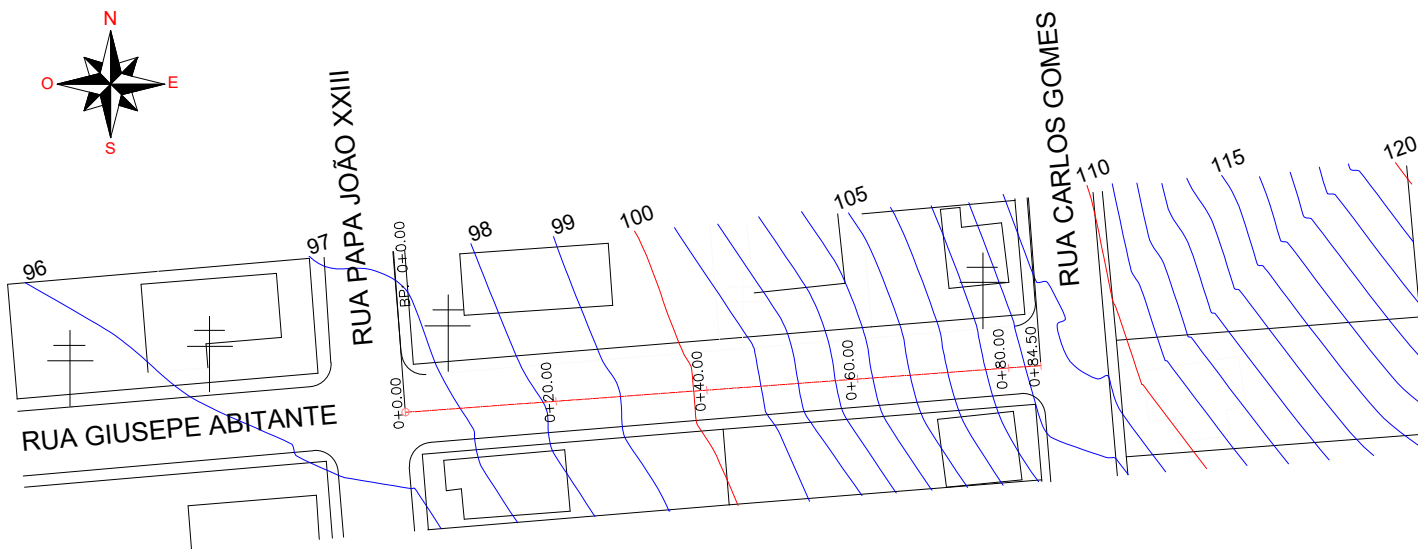 N
O
E
S
RUA PAPA JOÃO XXIII
RUA CARLOS GOMES
RUA GIUSEPE ABITANTE
96
97
98
99
100
105
110
115
120
BP. 0+0.00
0+0.00
0+20.00
0+40.00
0+60.00
0+80.00
0+84.50